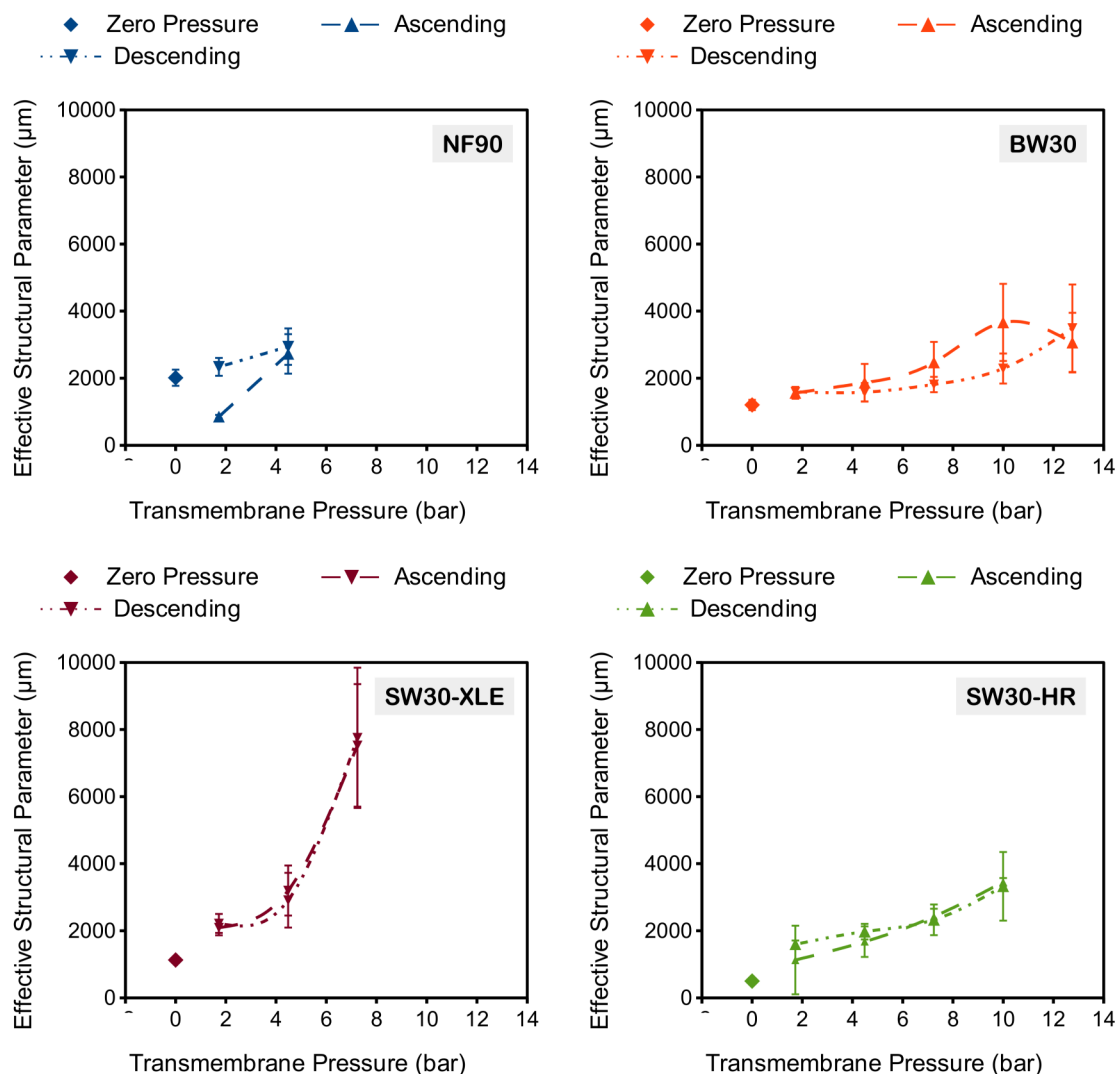 Zero Pressure
Ascending
Descending
Zero Pressure
Ascending
Descending
Effective Structural Parameter (µm)
10000
8000
6000
4000
2000
0
NF90
0 2 4 6 8 10 12 14
Transmembrane Pressure (bar)
Effective Structural Parameter (µm)
10000
8000
6000
4000
2000
0
BW30
0 2 4 6 8 10 12 14
Transmembrane Pressure (bar)
Zero Pressure
Ascending
Descending
Zero Pressure
Ascending
Descending
Effective Structural Parameter (µm)
10000
8000
6000
4000
2000
0
SW30-XLE
0 2 4 6 8 10 12 14
Transmembrane Pressure (bar)
Effective Structural Parameter (µm)
10000
8000
6000
4000
2000
0
SW30-HR
0 2 4 6 8 10 12 14
Transmembrane Pressure (bar)